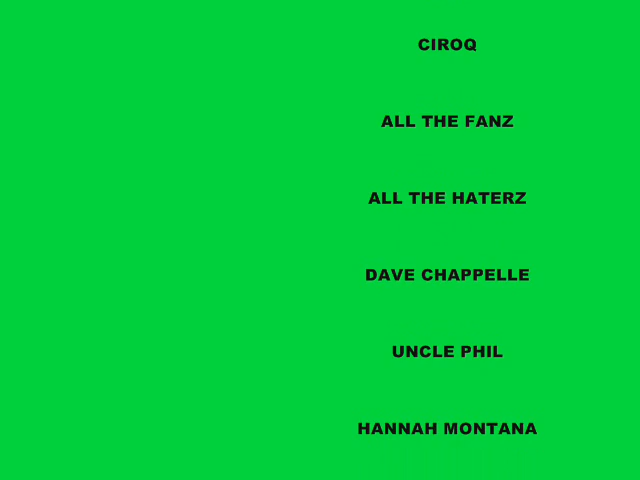 CIROQ
ALL THE FANZ
ALL THE HATERZ
DAVE CHAPPELLE
UNCLE PHIL
HANNAH MONTANA